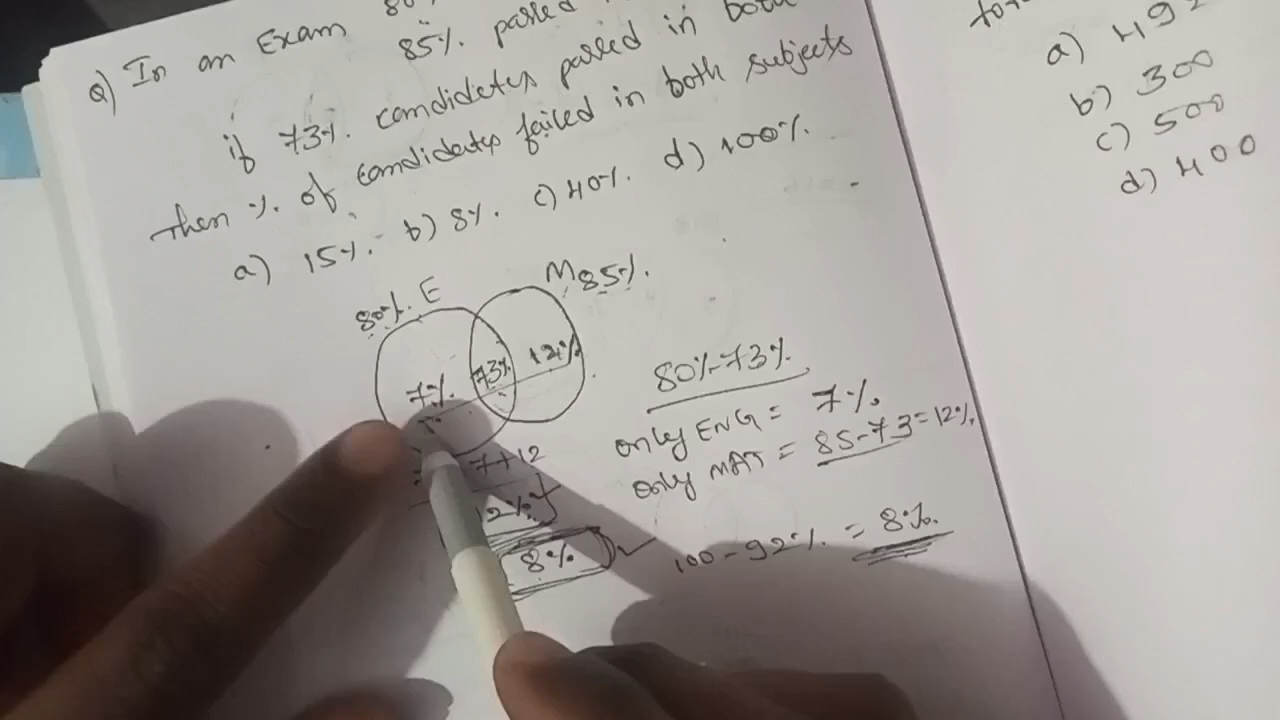 Q) In an Exam 80%
85% passed
if 73% candidates passed in both
then % of candidates failed in both subjects
a) 15% b) 8% c) 40% d) 100%
80% E
M 85%
7% 73% 12%
7+12
8%
80%-73%
only ENG = 7%
only MAT = 85-73 = 12%
100-92% = 8%
a) 492
b) 300
c) 500
d) 400